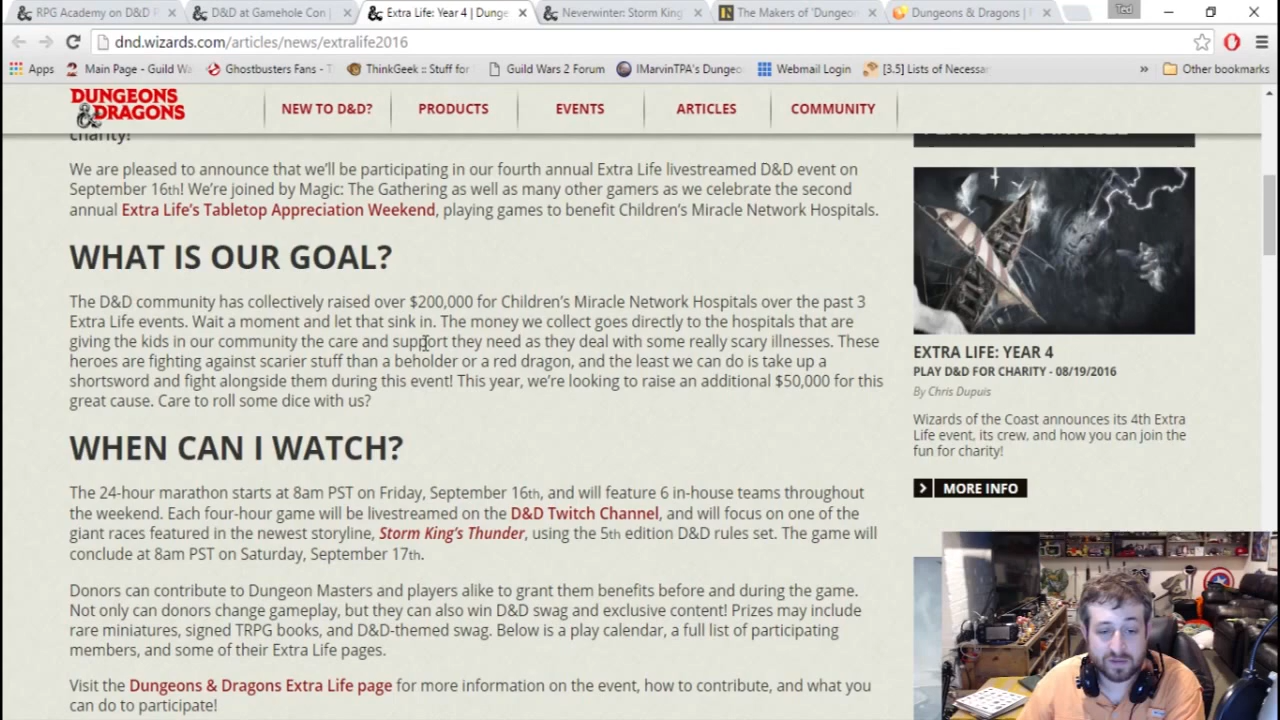 RPG Academy on D&D
D&D at Gamehole Con |
Extra Life: Year 4 | Dunge
Neverwinter: Storm King
The Makers of 'Dungeon
Dungeons & Dragons |
Ted
dnd.wizards.com/articles/news/extralife2016
Apps
Main Page - Guild Wa
Ghostbusters Fans -
ThinkGeek :: Stuff for
Guild Wars 2 Forum
IMarvinTPA's Dungeo
Webmail Login
[3.5] Lists of Necessar
»
Other bookmarks
DUNGEONS
& DRAGONS
NEW TO D&D?
PRODUCTS
EVENTS
ARTICLES
COMMUNITY
charity!
We are pleased to announce that we'll be participating in our fourth annual Extra Life livestreamed D&D event on
September 16th! We're joined by Magic: The Gathering as well as many other gamers as we celebrate the second
annual Extra Life's Tabletop Appreciation Weekend, playing games to benefit Children's Miracle Network Hospitals.
WHAT IS OUR GOAL?
The D&D community has collectively raised over $200,000 for Children's Miracle Network Hospitals over the past 3
Extra Life events. Wait a moment and let that sink in. The money we collect goes directly to the hospitals that are
giving the kids in our community the care and support they need as they deal with some really scary illnesses. These
heroes are fighting against scarier stuff than a beholder or a red dragon, and the least we can do is take up a
shortsword and fight alongside them during this event! This year, we're looking to raise an additional $50,000 for this
great cause. Care to roll some dice with us?
WHEN CAN I WATCH?
The 24-hour marathon starts at 8am PST on Friday, September 16th, and will feature 6 in-house teams throughout
the weekend. Each four-hour game will be livestreamed on the D&D Twitch Channel, and will focus on one of the
giant races featured in the newest storyline, Storm King's Thunder, using the 5th edition D&D rules set. The game will
conclude at 8am PST on Saturday, September 17th.
Donors can contribute to Dungeon Masters and players alike to grant them benefits before and during the game.
Not only can donors change gameplay, but they can also win D&D swag and exclusive content! Prizes may include
rare miniatures, signed TRPG books, and D&D-themed swag. Below is a play calendar, a full list of participating
members, and some of their Extra Life pages.
Visit the Dungeons & Dragons Extra Life page for more information on the event, how to contribute, and what you
can do to participate!
EXTRA LIFE: YEAR 4
PLAY D&D FOR CHARITY - 08/19/2016
By Chris Dupuis
Wizards of the Coast announces its 4th Extra
Life event, its crew, and how you can join the
fun for charity!
MORE INFO